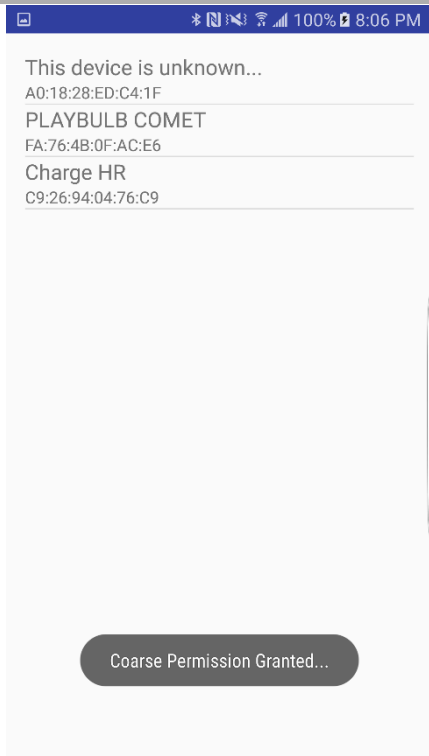 100% 8:06 PM
This device is unknown...
A0:18:28:ED:C4:1F
PLAYBULB COMET
FA:76:4B:0F:AC:E6
Charge HR
C9:26:94:04:76:C9
Coarse Permission Granted...